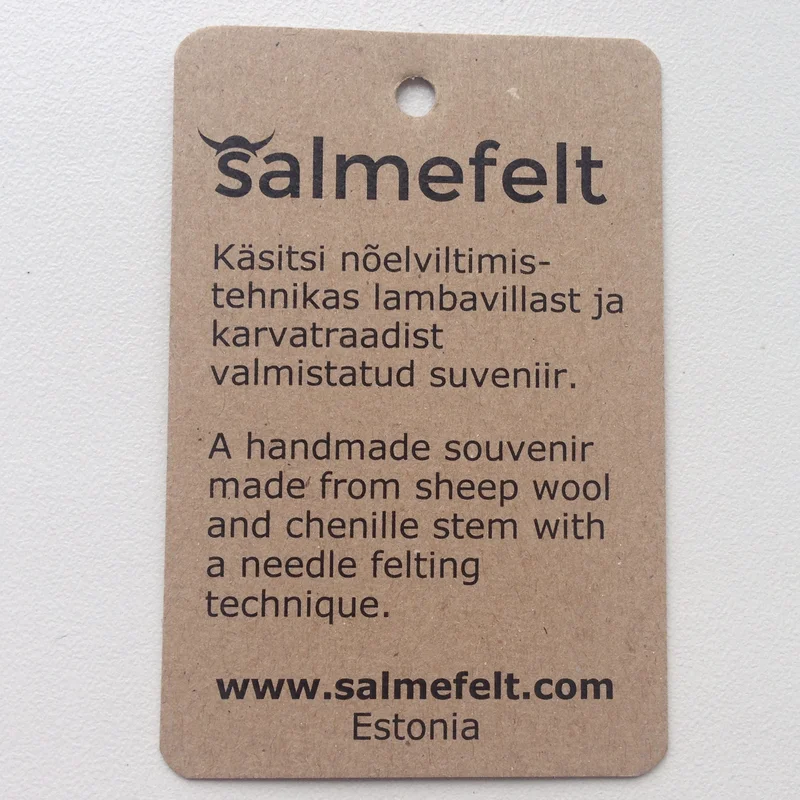 salmefelt
Käsitsi nõelviltimis-
tehnikas lambavillast ja
karvatraadist
valmistatud suveniir.
A handmade souvenir
made from sheep wool
and chenille stem with
a needle felting
technique.
www.salmefelt.com
Estonia